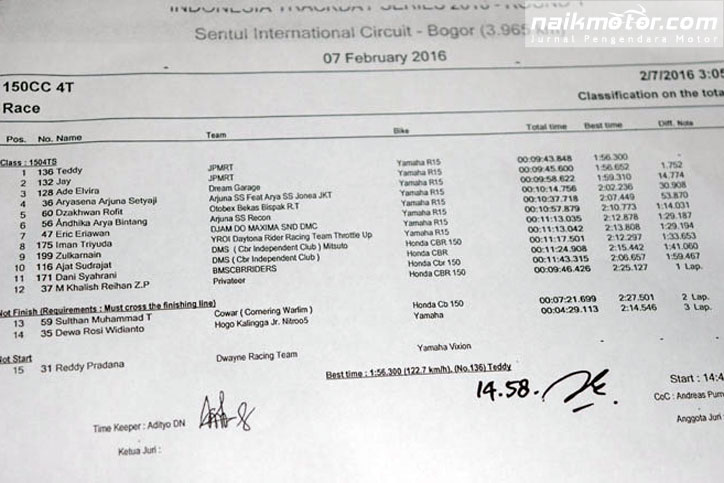 INDONESIA TRACKDAY SERIES 2016 - ROUND 1
naikmotor.com
Jurnal Pengendara Motor
Sentul International Circuit - Bogor (3.965 km)
07 February 2016
150CC 4T 2/7/2016 3:05
Race Classification on the tota
Pos. No. Name Team Bike Total time Best time Diff. Nota
Class : 1504TS
1 136 Teddy JPMRT Yamaha R15 00:09:43.848 1:56.300
2 132 Jay JPMRT Yamaha R15 00:09:45.600 1:56.652 1.752
3 128 Ade Elvira Dream Garage Yamaha R15 00:09:58.622 1:59.310 14.774
4 36 Aryasena Arjuna Setyaji Arjuna SS Feat Arya SS Jonea JKT Yamaha R15 00:10:14.756 2:02.236 30.908
5 60 Dzakhwan Rofit Otobex Bekas Bispak R.T Yamaha R15 00:10:37.718 2:07.449 53.870
6 56 Andhika Arya Bintang Arjuna SS Recon Yamaha R15 00:10:57.879 2:10.773 1:14.031
7 47 Eric Eriawan DJAM DO MAXIMA SND DMC Yamaha R15 00:11:13.035 2:12.878 1:29.187
8 175 Iman Triyuda YROI Daytona Rider Racing Team Throttle Up Yamaha R15 00:11:13.042 2:13.808 1:29.194
9 199 Zulkarnain DMS ( Cbr Independent Club ) Mitsuto Honda CBR 150 00:11:17.501 2:12.297 1:33.653
10 116 Ajat Sudrajat DMS ( Cbr Independent Club ) Honda CBR 00:11:24.908 2:15.442 1:41.060
11 171 Dani Syahrani BMSCBRRIDERS Honda Cbr 150 00:11:43.315 2:06.657 1:59.467
12 37 M Khalish Reihan Z.P Privateer Honda CBR 150 00:09:46.426 2:25.127 1 Lap.
Not Finish (Requirements : Must cross the finishing line)
13 59 Sulthan Muhammad T Cowar ( Cornering Warlim ) Honda Cb 150 00:07:21.699 2:27.501 2 Lap.
14 35 Dewa Rosi Widianto Hogo Kalingga Jr. Nitroo5 Yamaha 00:04:29.113 2:14.546 3 Lap.
Not Start
15 31 Reddy Pradana Dwayne Racing Team Yamaha Vixion
Best time : 1:56.300 (122.7 km/h), (No.136) Teddy
14.58. Start : 14:4
Time Keeper : Adityo DN CoC : Andreas Purn
Ketua Juri : Anggota Juri :